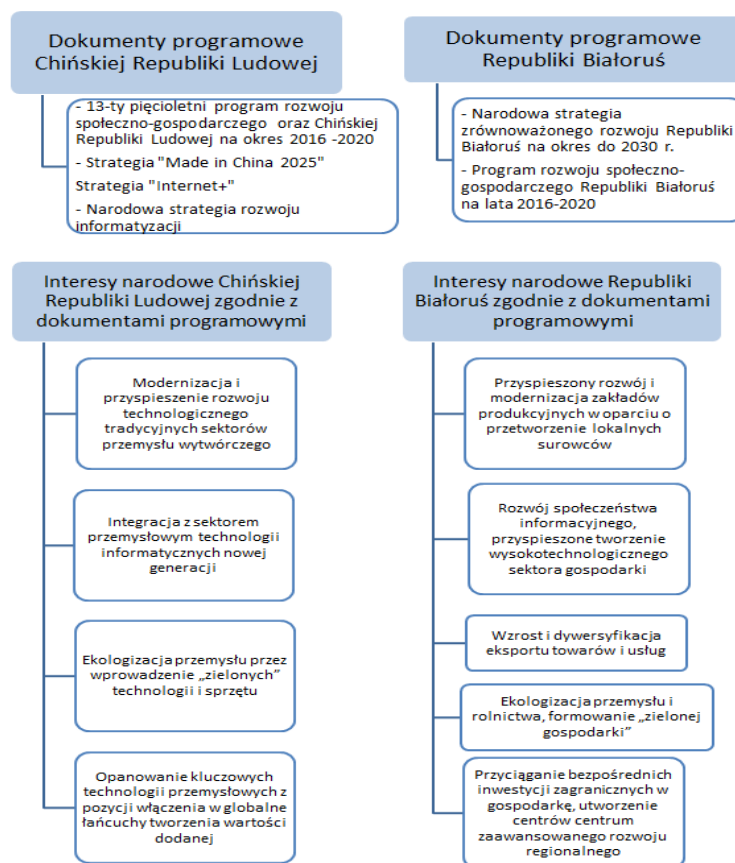 Dokumenty programowe
Chińskiej Republiki Ludowej
- 13-ty pięcioletni program rozwoju
społeczno-gospodarczego oraz Chińskiej
Republiki Ludowej na okres 2016 -2020
- Strategia "Made in China 2025"
Strategia "Internet+"
- Narodowa strategia rozwoju
informatyzacji
Dokumenty programowe
Republiki Białoruś
- Narodowa strategia
zrównoważonego rozwoju Republiki
Białoruś na okres do 2030 r.
- Program rozwoju społeczno-
gospodarczego Republiki Białoruś
na lata 2016-2020
Interesy narodowe Chińskiej
Republiki Ludowej zgodnie z
dokumentami programowymi
Modernizacja i
przyspieszenie rozwoju
technologicznego
tradycyjnych sektorów
przemysłu wytwórczego
Integracja z sektorem
przemysłowym technologii
informatycznych nowej
generacji
Ekologizacja przemysłu przez
wprowadzenie „zielonych”
technologii i sprzętu
Opanowanie kluczowych
technologii przemysłowych z
pozycji włączenia w globalne
łańcuchy tworzenia wartości
dodanej
Interesy narodowe Republiki
Białoruś zgodnie z dokumentami
programowymi
Przyspieszony rozwój i
modernizacja zakładów
produkcyjnych w oparciu o
przetworzenie lokalnych
surowców
Rozwój społeczeństwa
informacyjnego,
przyspieszone tworzenie
wysokotechnologicznego
sektora gospodarki
Wzrost i dywersyfikacja
eksportu towarów i usług
Ekologizacja przemysłu i
rolnictwa, formowanie „zielonej
gospodarki”
Przyciąganie bezpośrednich
inwestycji zagranicznych w
gospodarkę, utworzenie
centrów centrum
zaawansowanego rozwoju
regionalnego